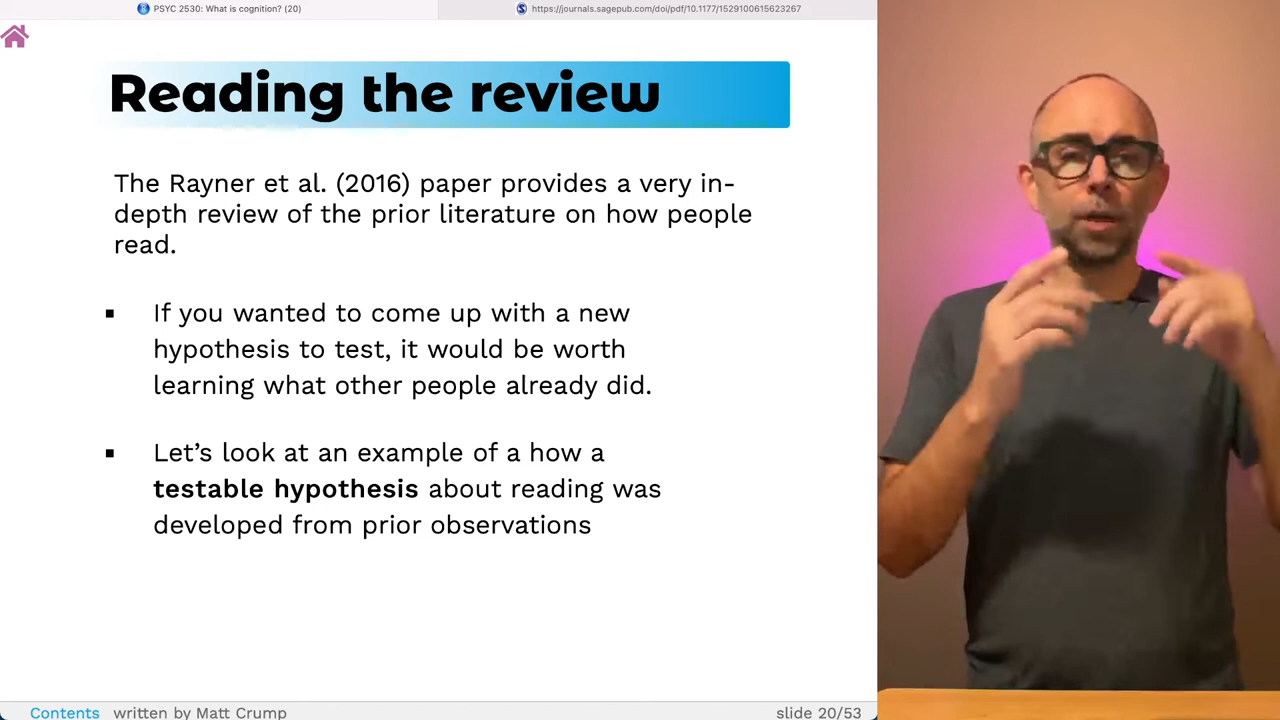 PSYC 2530: What is cognition? (20)
https://journals.sagepub.com/doi/pdf/10.1177/1529100615623267
Reading the review
The Rayner et al. (2016) paper provides a very in-
depth review of the prior literature on how people
read.
▪ If you wanted to come up with a new
hypothesis to test, it would be worth
learning what other people already did.
▪ Let’s look at an example of a how a
testable hypothesis about reading was
developed from prior observations
Contents written by Matt Crump
slide 20/53